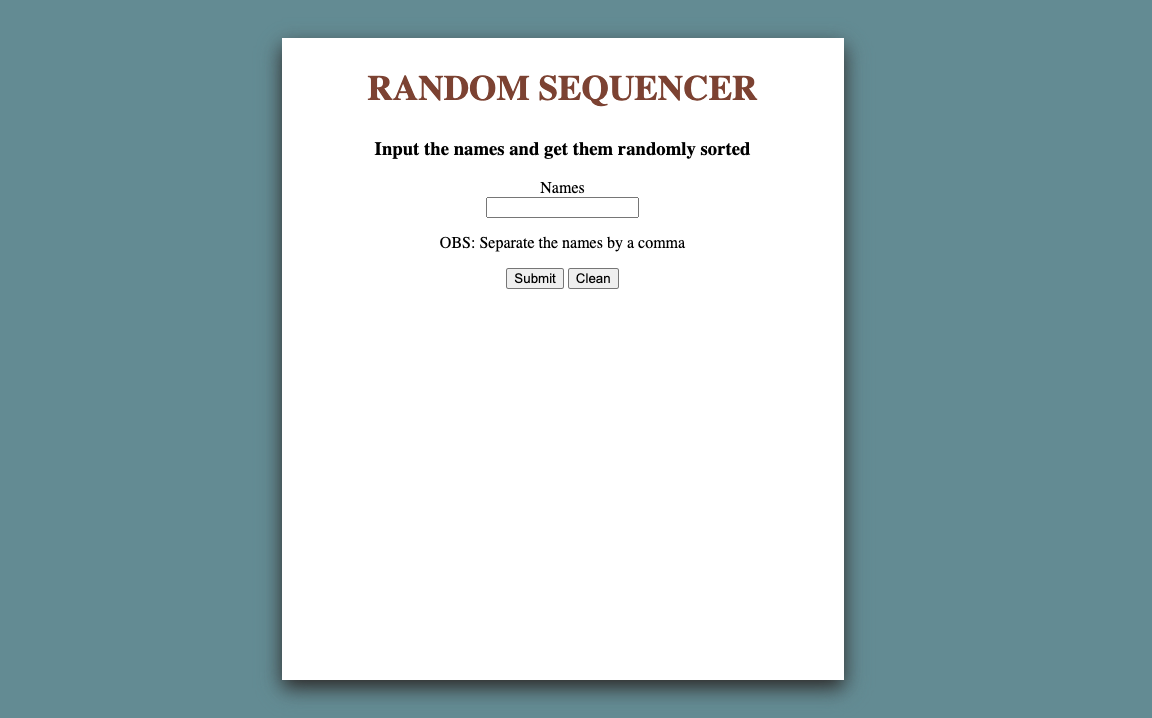 RANDOM SEQUENCER
Input the names and get them randomly sorted
Names
OBS: Separate the names by a comma
Submit Clean